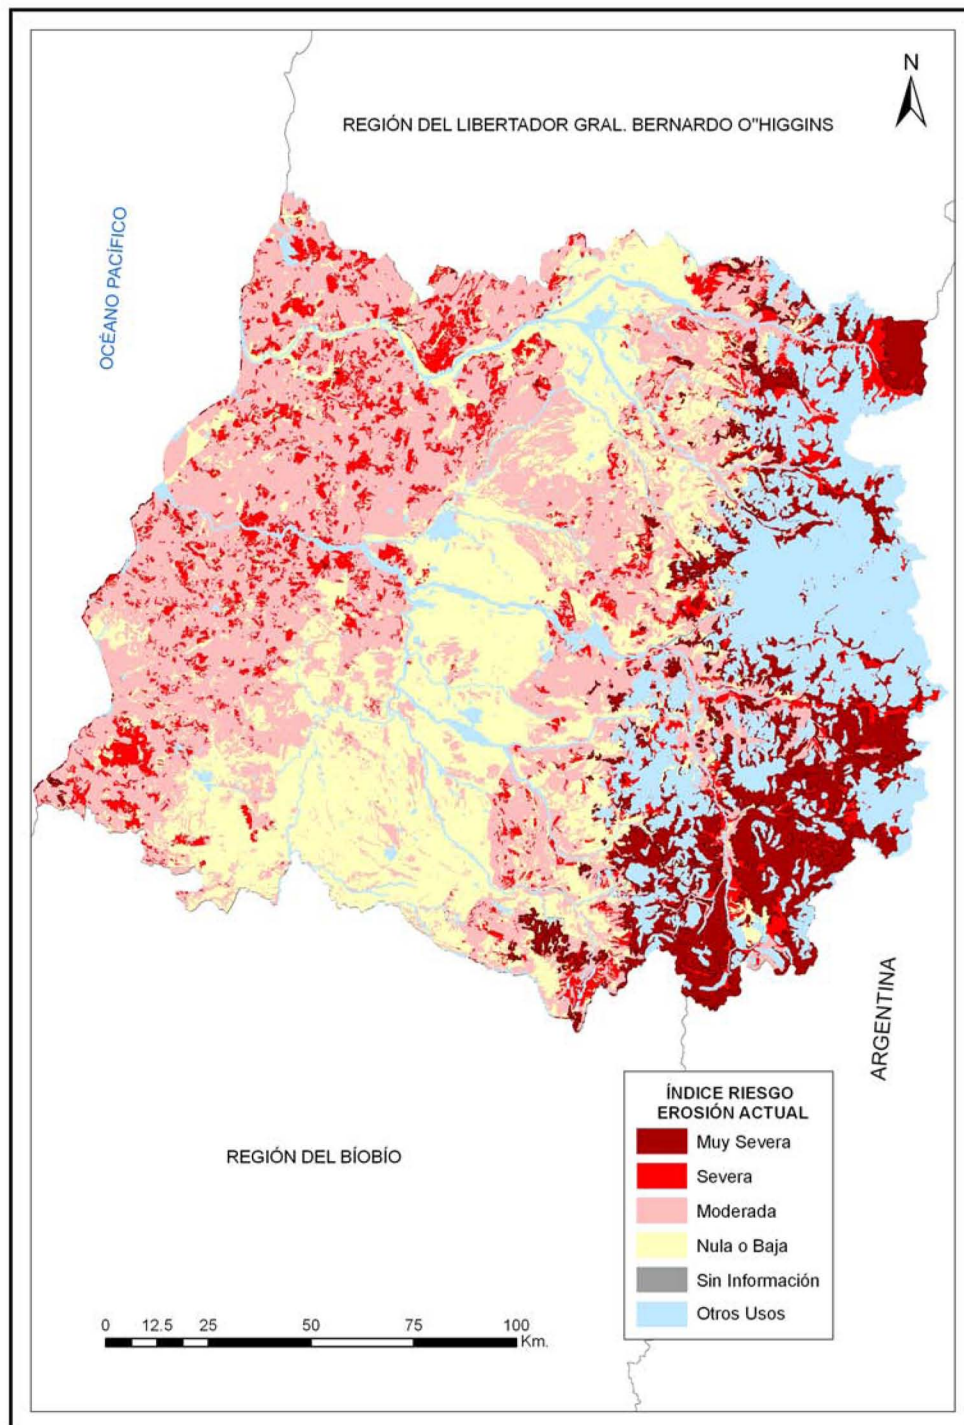 N
REGIÓN DEL LIBERTADOR GRAL. BERNARDO O"HIGGINS
OCÉANO PACÍFICO
ARGENTINA
REGIÓN DEL BÍOBÍO
ÍNDICE RIESGO
EROSIÓN ACTUAL
Muy Severa
Severa
Moderada
Nula o Baja
Sin Información
Otros Usos
0 12.5 25 50 75 100
Km.